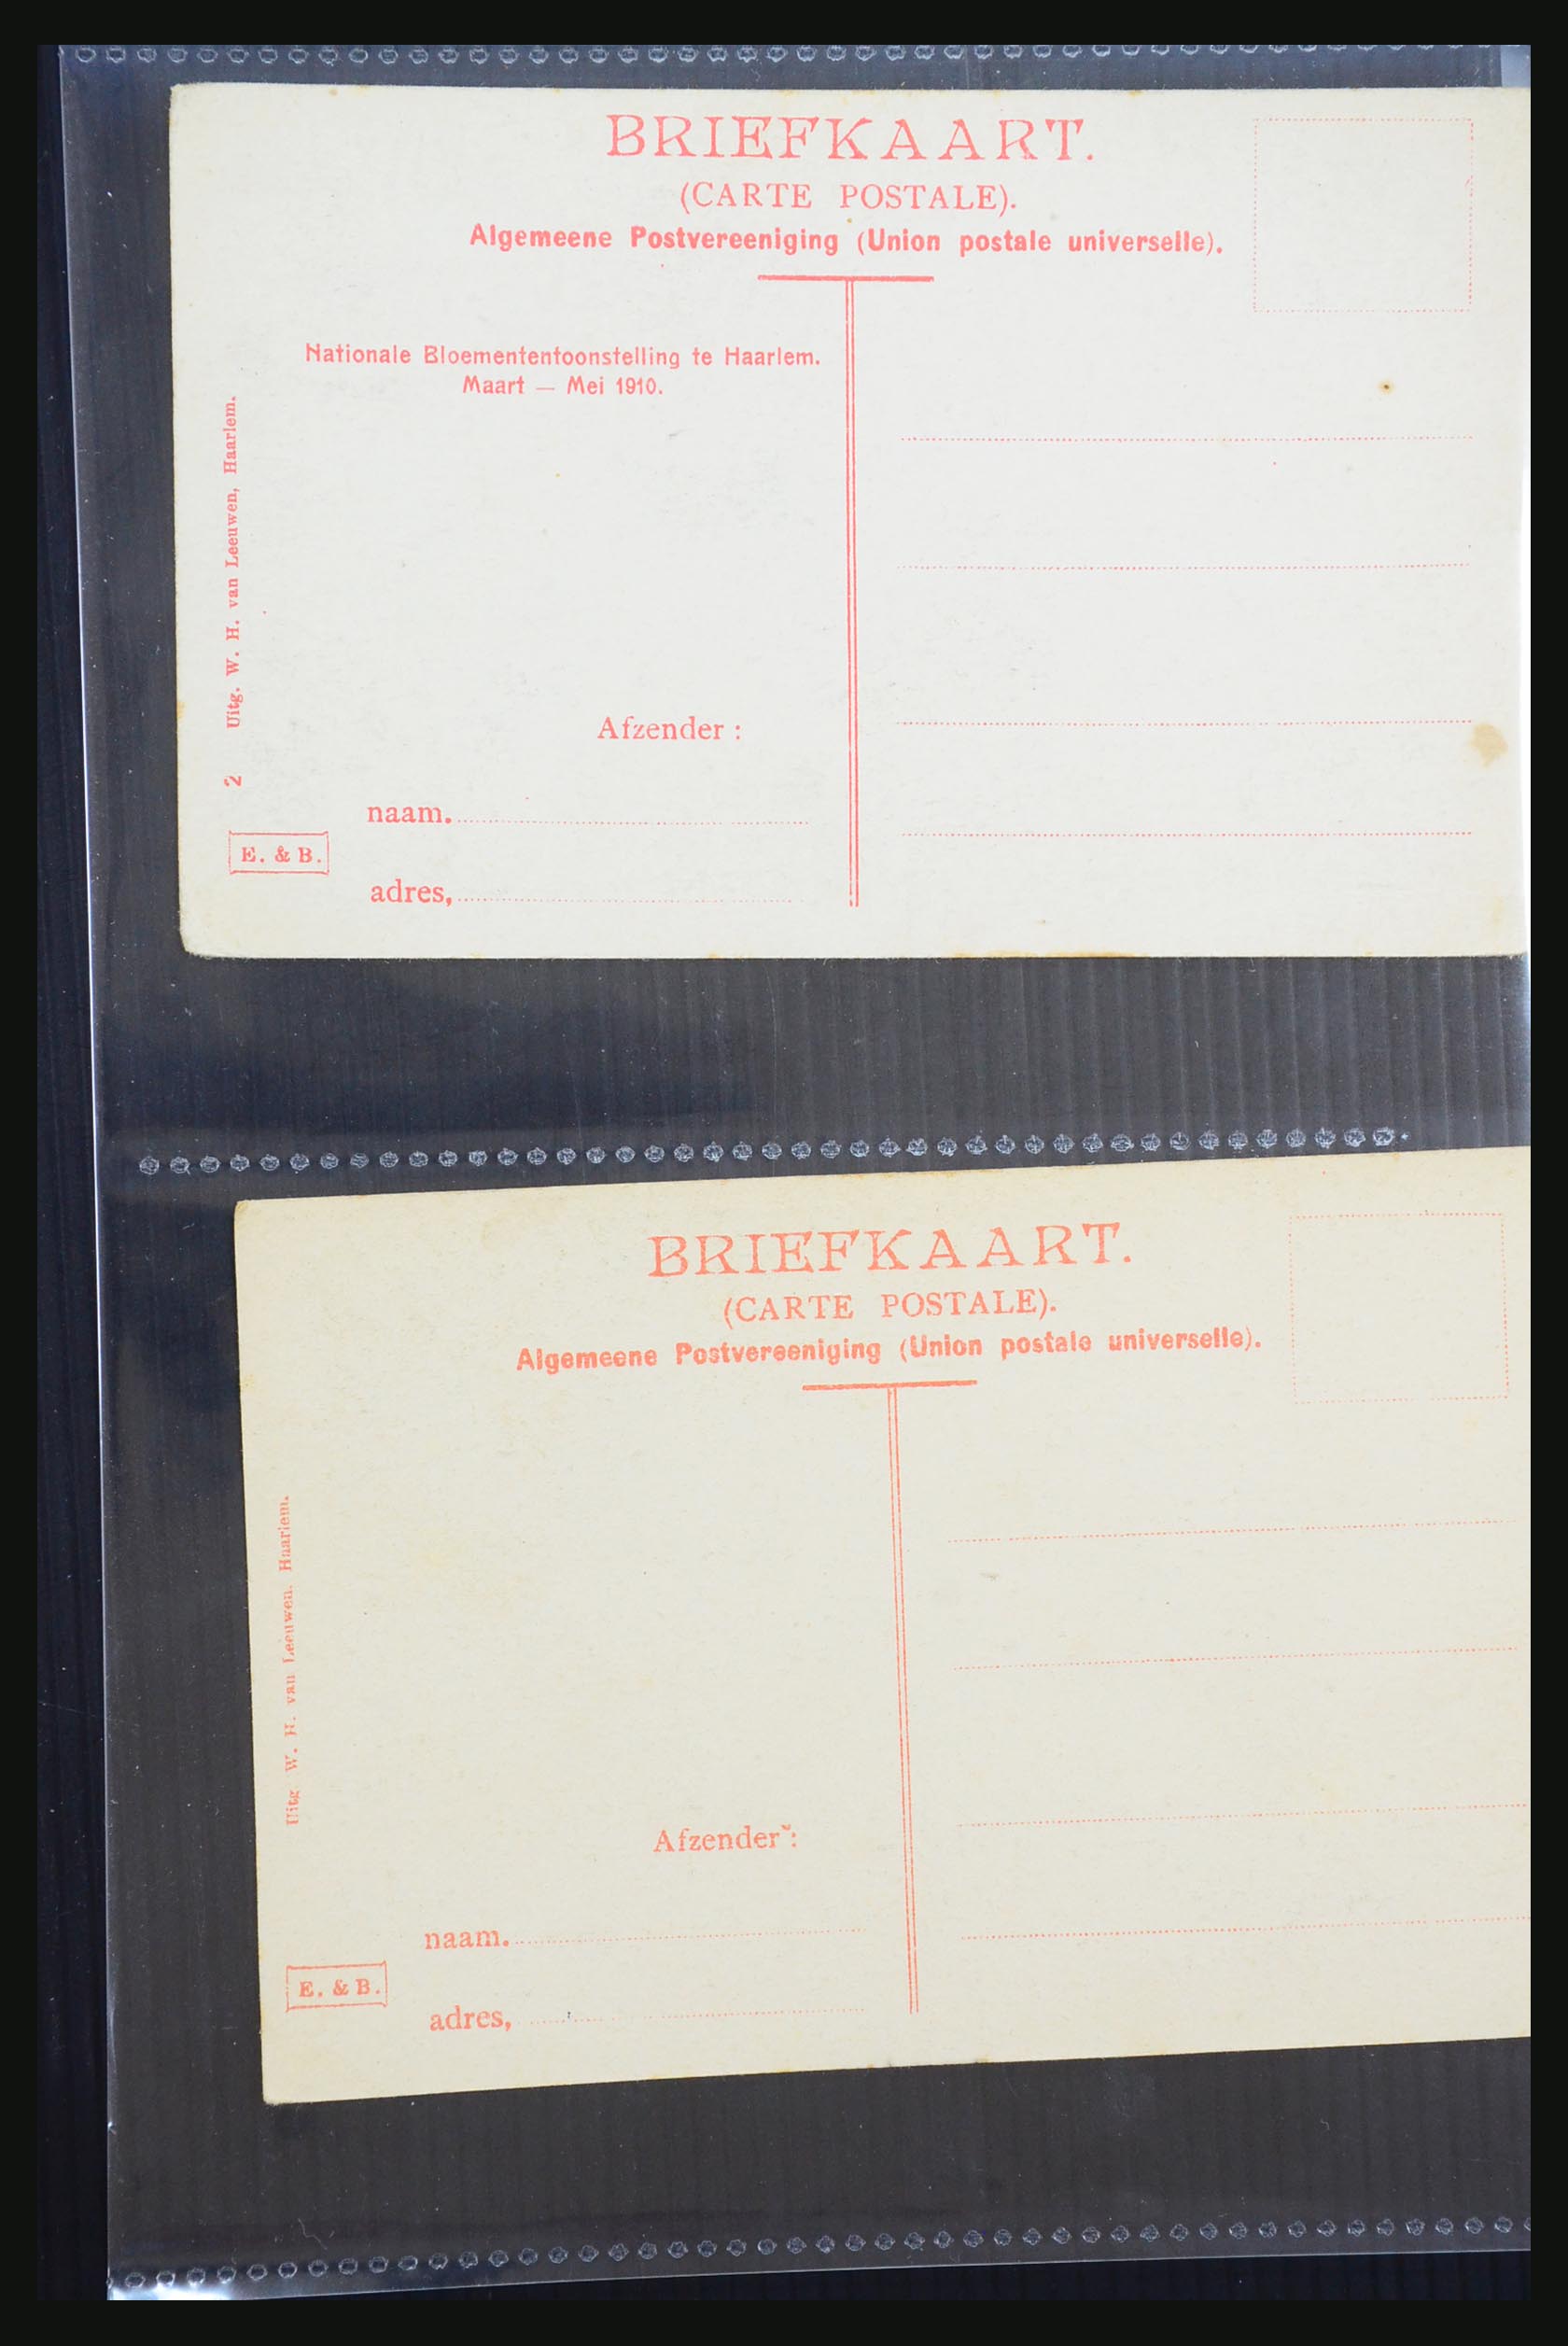 BRIEFKAART.
(CARTE POSTALE).
Algemeene Postvereeniging (Union postale universelle).
Nationale Bloemententoonstelling te Haarlem.
Maart — Mei 1910.
2 Uitg. W. H. van Leeuwen, Haarlem.
Afzender :
naam.
E. & B.
adres,
BRIEFKAART.
(CARTE POSTALE).
Algemeene Postvereeniging (Union postale universelle).
Uitg W. H. van Leeuwen. Haarlem.
Afzender :
naam.
E. & B.
adres,